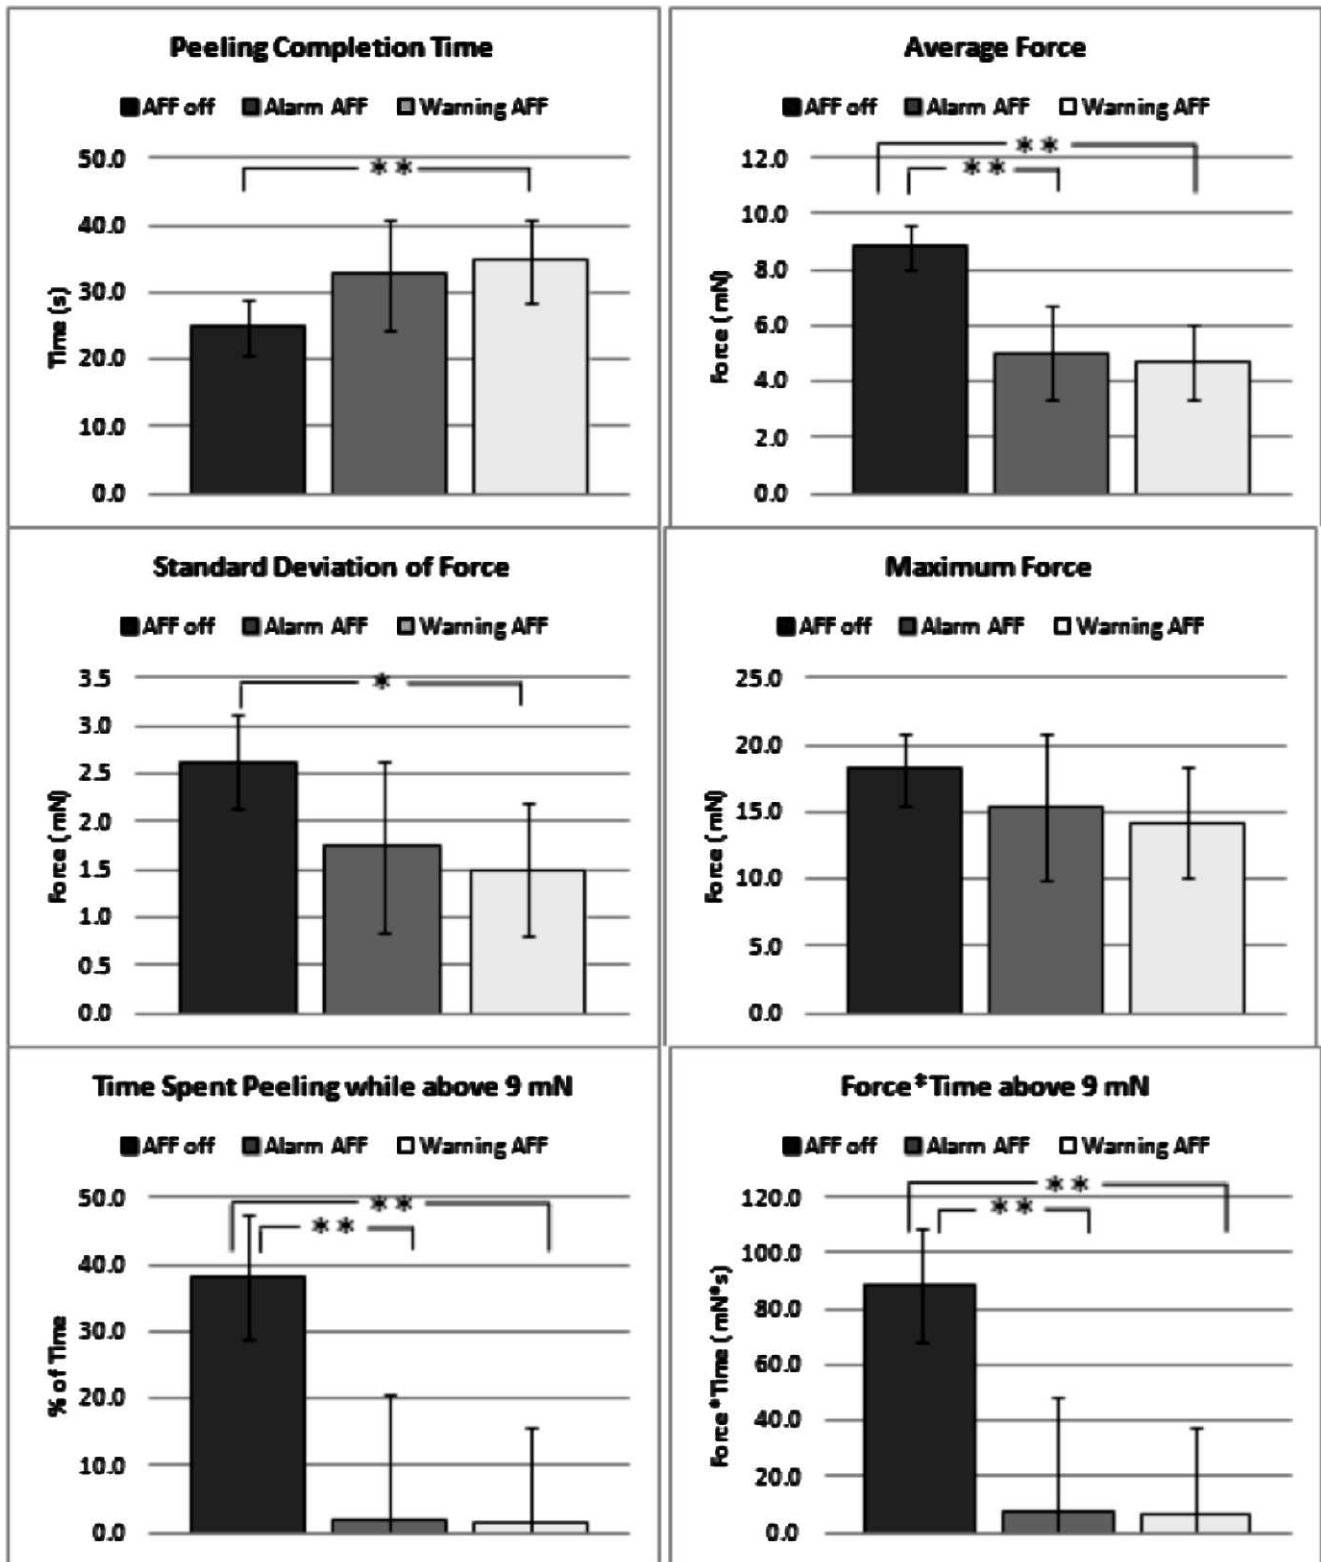 Peeling Completion Time
AFF off Alarm AFF Warning AFF
50.0
40.0
30.0
20.0
10.0
0.0
Time (s)
**
Average Force
AFF off Alarm AFF Warning AFF
12.0
10.0
8.0
6.0
4.0
2.0
0.0
Force (mN)
**
**
Standard Deviation of Force
AFF off Alarm AFF Warning AFF
3.5
3.0
2.5
2.0
1.5
1.0
0.5
0.0
Force (mN)
*
Maximum Force
AFF off Alarm AFF Warning AFF
25.0
20.0
15.0
10.0
5.0
0.0
Force (mN)
Time Spent Peeling while above 9 mN
AFF off Alarm AFF Warning AFF
50.0
40.0
30.0
20.0
10.0
0.0
% of Time
**
**
Force*Time above 9 mN
AFF off Alarm AFF Warning AFF
120.0
100.0
80.0
60.0
40.0
20.0
0.0
Force*Time (mN*s)
**
**